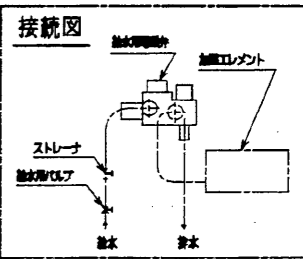 接続図
給水用電磁弁
加湿エレメント
ストレーナ
給水用バルブ
給水
排水